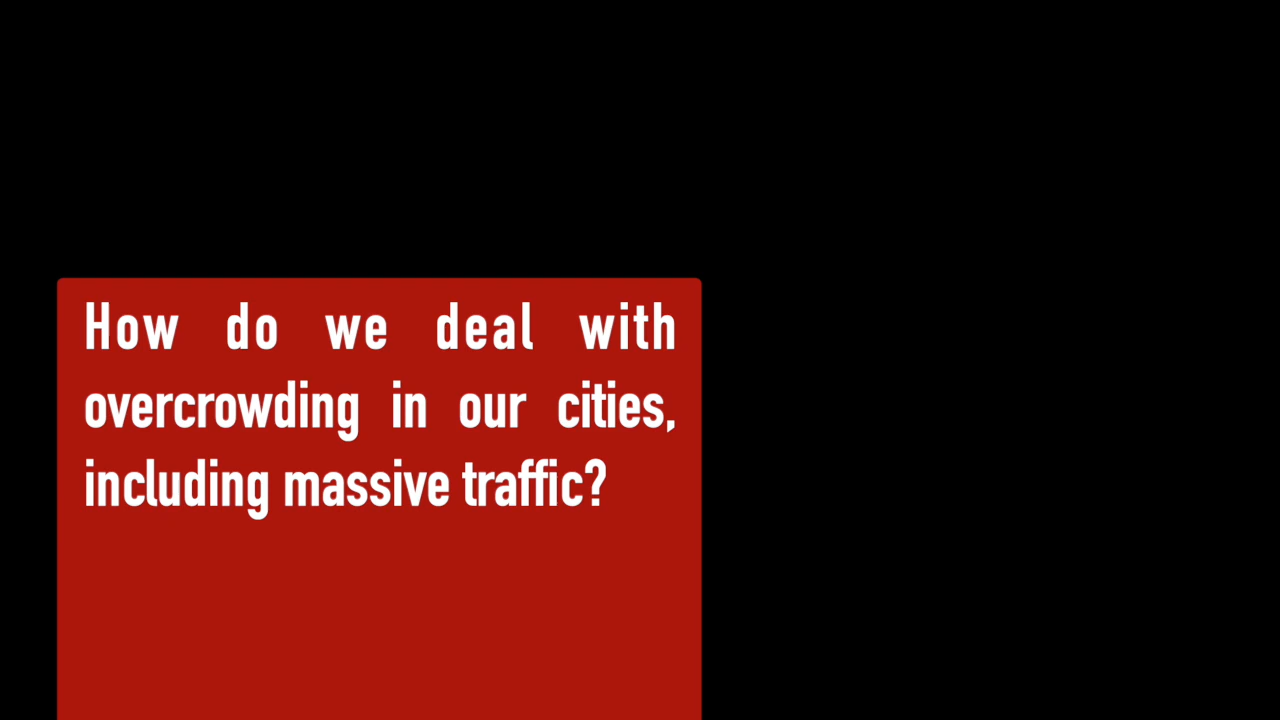 How do we deal with
overcrowding in our cities,
including massive traffic?